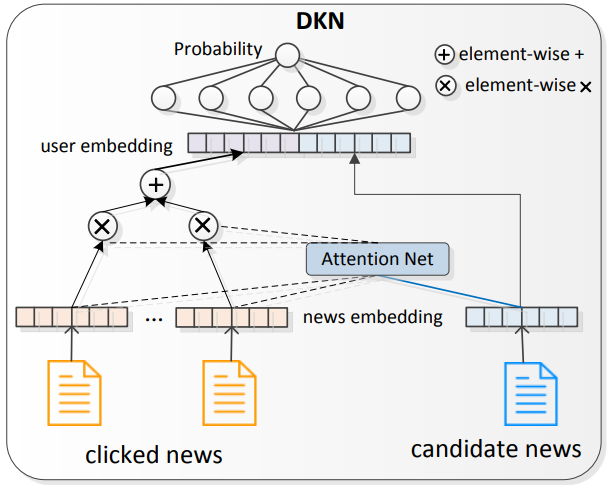 DKN
Probability
+ element-wise +
× element-wise ×
user embedding
+
× ×
Attention Net
... news embedding
clicked news
candidate news